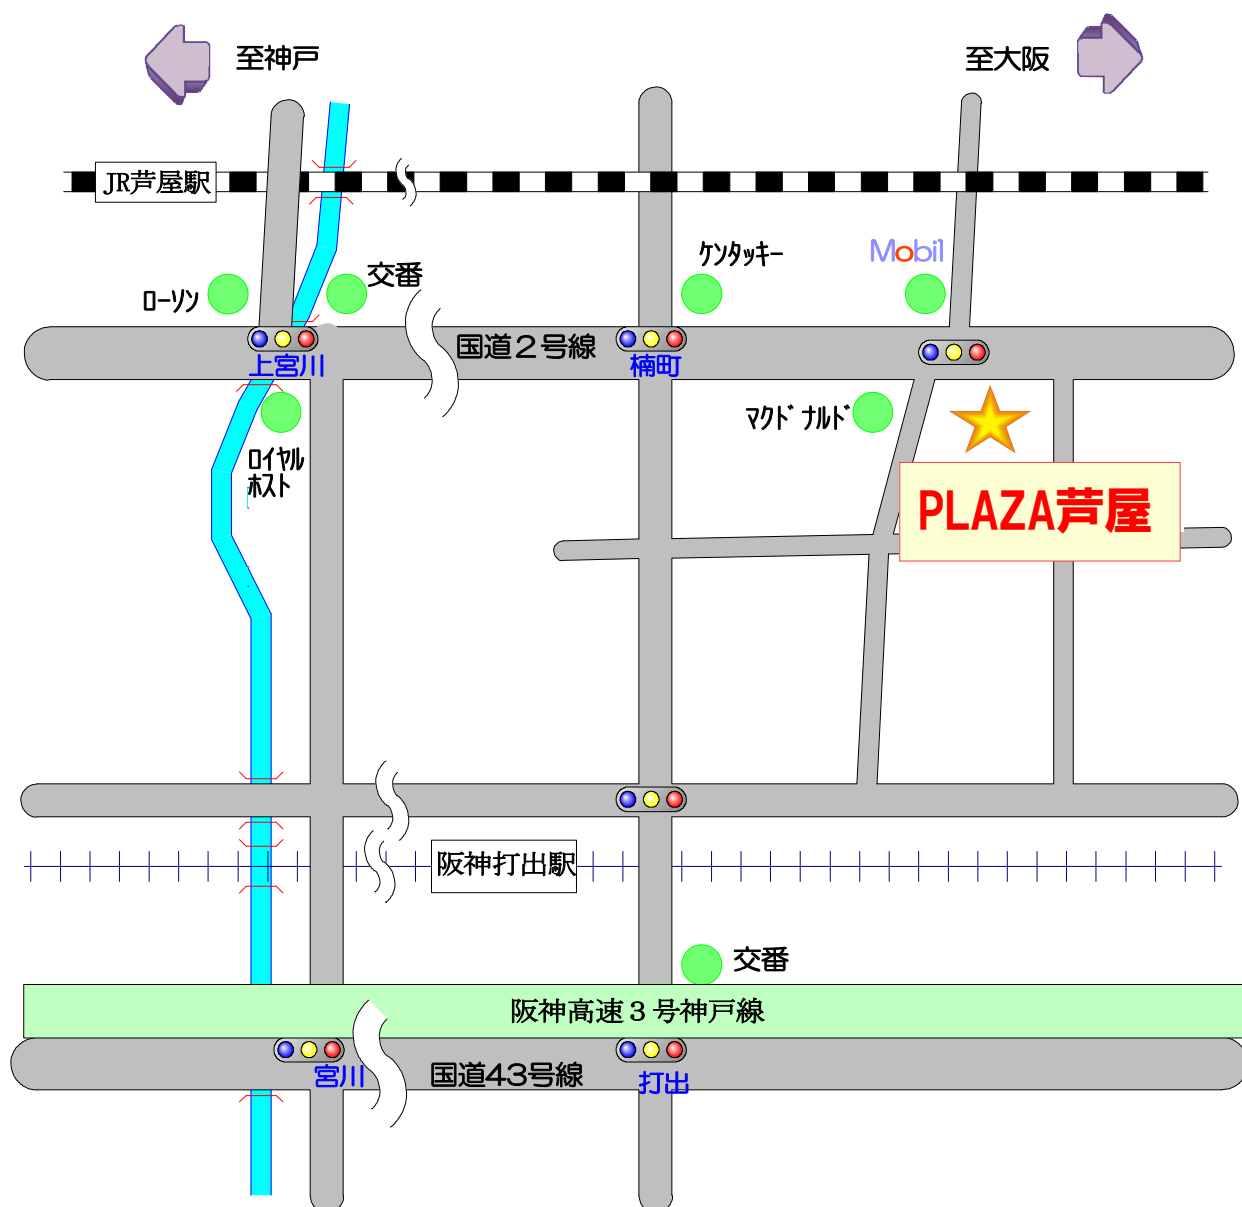 至神戸
至大阪
JR芦屋駅
ケンタッキー
Mobil
交番
ローソン
国道2号線
上宮川
楠町
マクドナルド
ロイヤル
ホスト
PLAZA芦屋
阪神打出駅
交番
阪神高速3号神戸線
国道43号線
宮川
打出